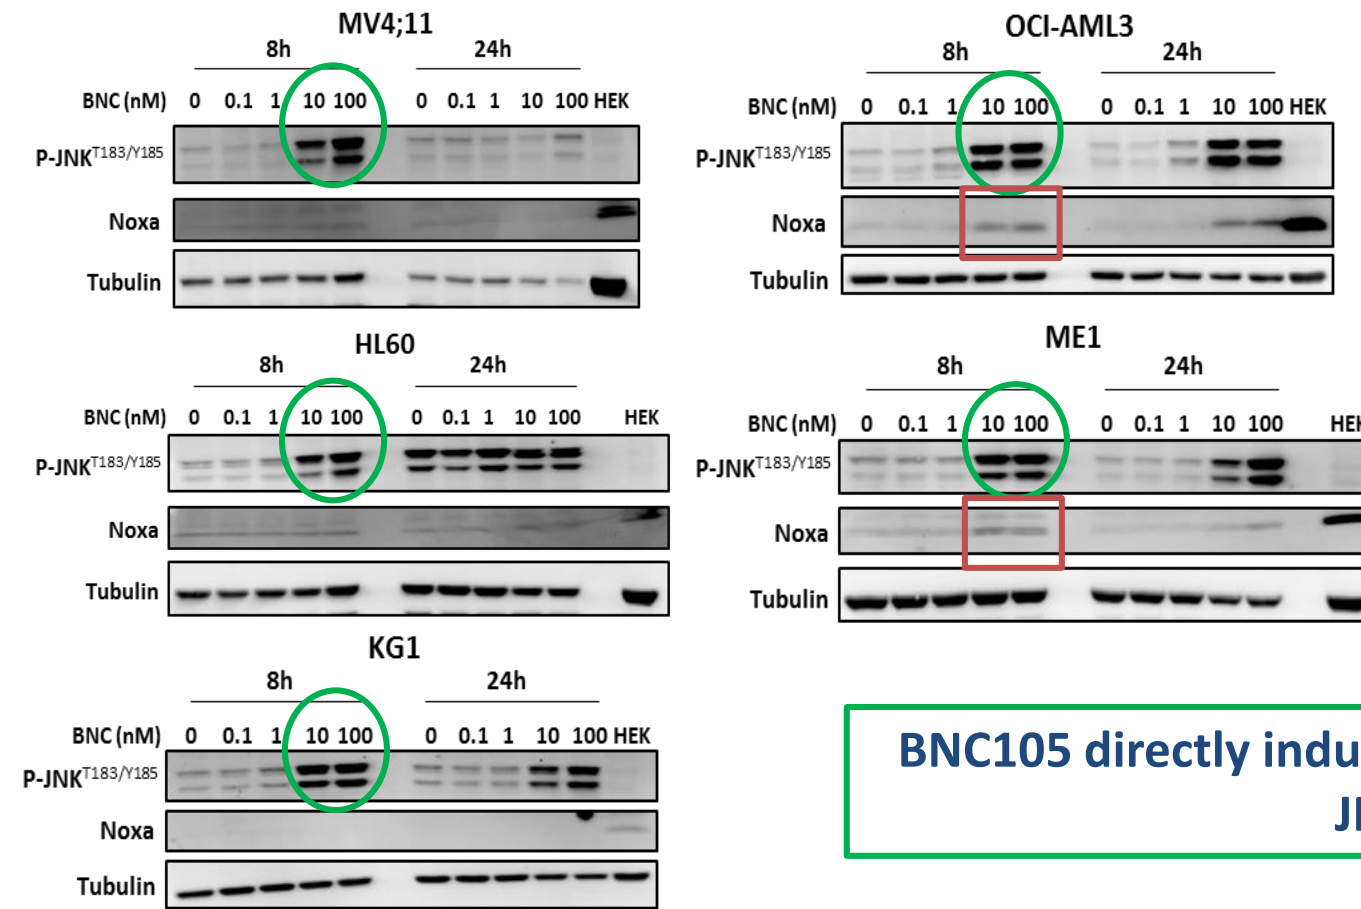 MV4;11
8h 24h
BNC (nM) 0 0.1 1 10 100 0 0.1 1 10 100 HEK
P-JNK T183/Y185
Noxa
Tubulin
HL60
8h 24h
BNC (nM) 0 0.1 1 10 100 0 0.1 1 10 100 HEK
P-JNK T183/Y185
Noxa
Tubulin
KG1
8h 24h
BNC (nM) 0 0.1 1 10 100 0 0.1 1 10 100 HEK
P-JNK T183/Y185
Noxa
Tubulin
OCI-AML3
8h 24h
BNC (nM) 0 0.1 1 10 100 0 0.1 1 10 100 HEK
P-JNK T183/Y185
Noxa
Tubulin
ME1
8h 24h
BNC (nM) 0 0.1 1 10 100 0 0.1 1 10 100
P-JNK T183/Y185
Noxa
Tubulin
BNC105 directly